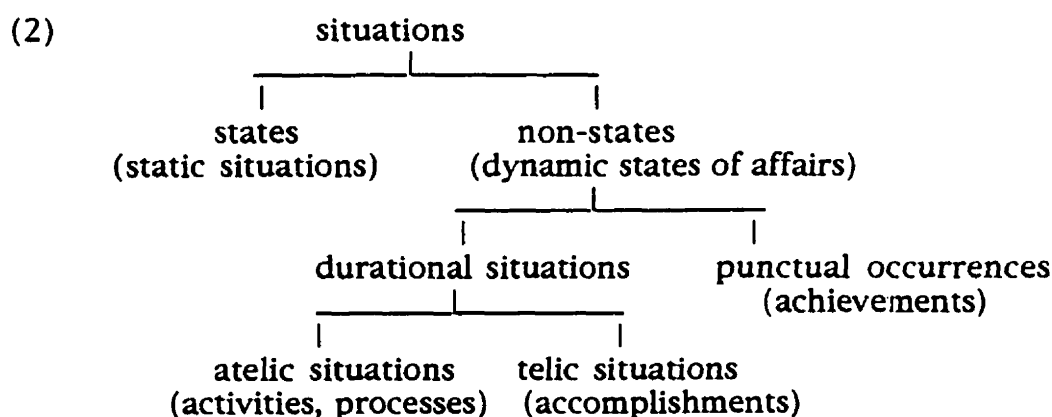 (2) situations
states non-states
(static situations) (dynamic states of affairs)
durational situations punctual occurrences
(achievements)
atelic situations telic situations
(activities, processes) (accomplishments)